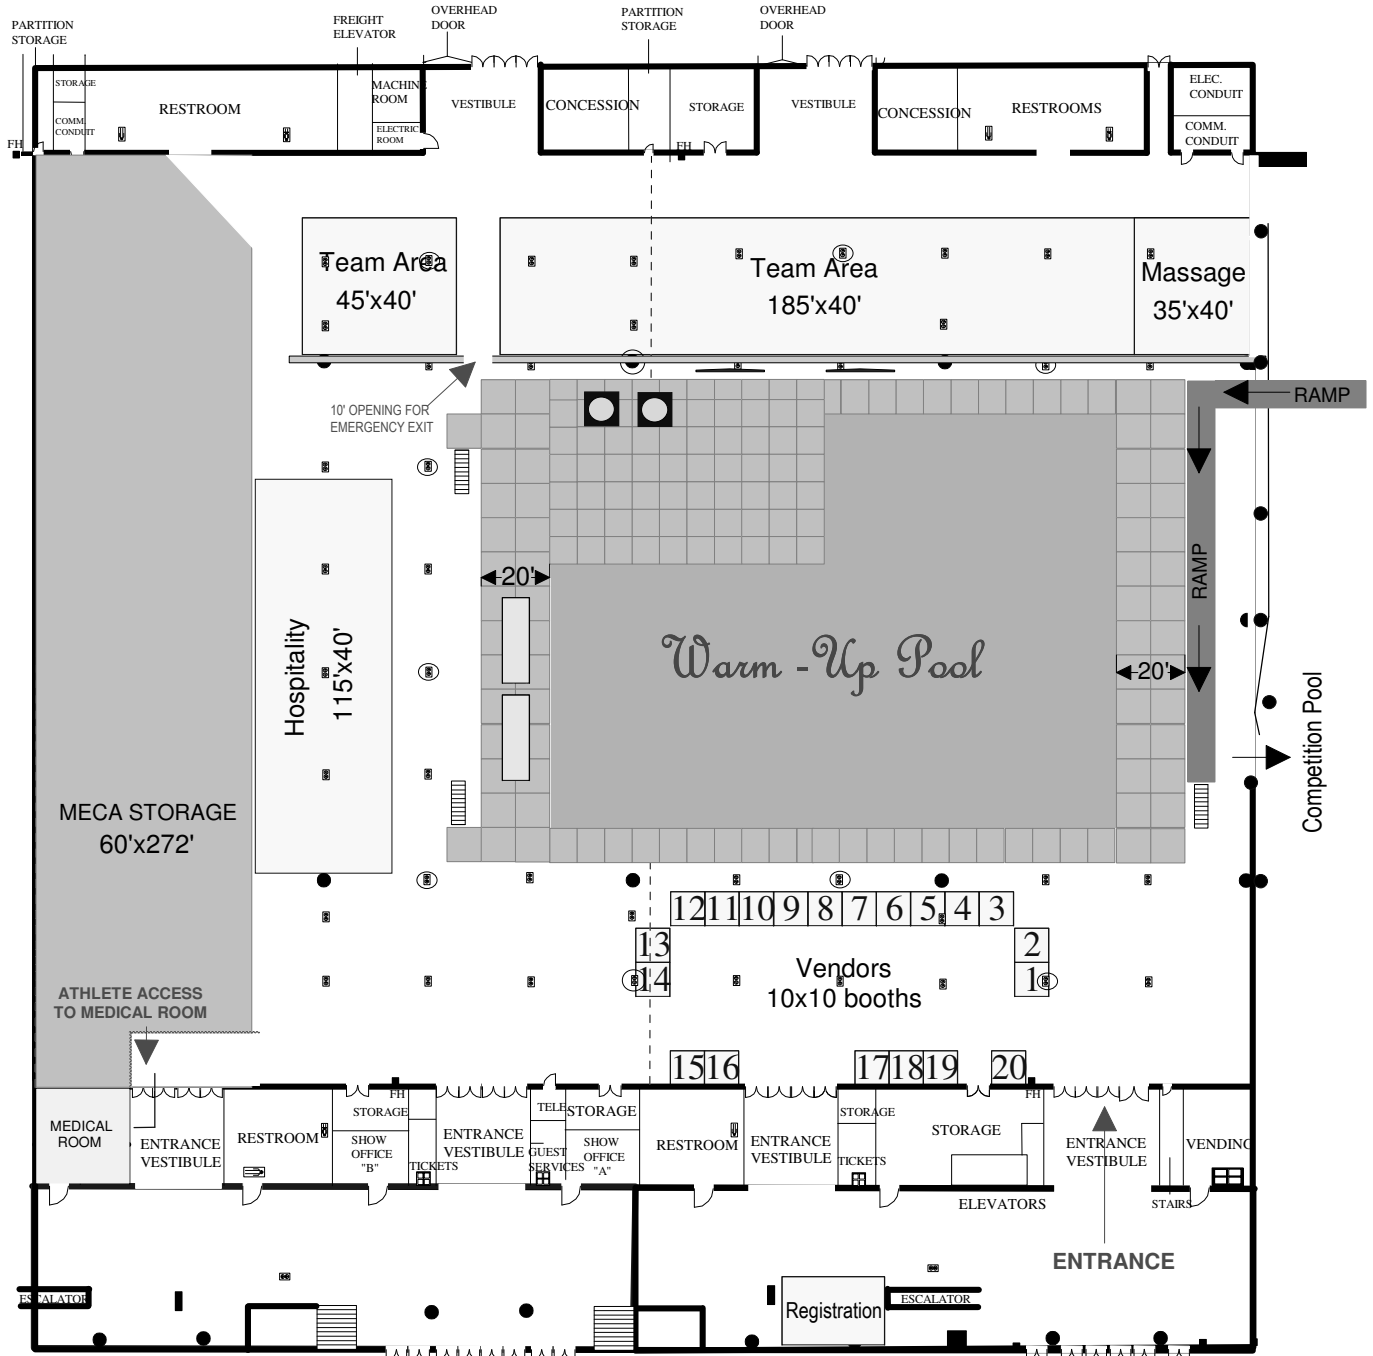 PARTITION
STORAGE
FREIGHT
ELEVATOR
OVERHEAD
DOOR
PARTITION
STORAGE
OVERHEAD
DOOR
STORAGE
COMM.
CONDUIT
RESTROOM
MACHINE
ROOM
ELECTRIC
ROOM
VESTIBULE
CONCESSION
STORAGE
VESTIBULE
CONCESSION
RESTROOMS
ELEC.
CONDUIT
COMM.
CONDUIT
FH
FH
Team Area
45'x40'
Team Area
185'x40'
Massage
35'x40'
10' OPENING FOR
EMERGENCY EXIT
RAMP
RAMP
20'
20'
Warm -Up Pool
Hospitality
115'x40'
Competition Pool
MECA STORAGE
60'x272'
12 11 10 9 8 7 6 5 4 3
13
14
2
1
Vendors
10x10 booths
ATHLETE ACCESS
TO MEDICAL ROOM
15 16
17 18 19
20
FH
FH
MEDICAL
ROOM
ENTRANCE
VESTIBULE
RESTROOM
STORAGE
SHOW
OFFICE
"B"
TICKETS
ENTRANCE
VESTIBULE
TELE
GUEST
SERVICES
STORAGE
SHOW
OFFICE
"A"
RESTROOM
ENTRANCE
VESTIBULE
STORAGE
TICKETS
STORAGE
ELEVATORS
ENTRANCE
VESTIBULE
STAIRS
VENDING
ENTRANCE
ESCALATOR
Registration
ESCALATOR